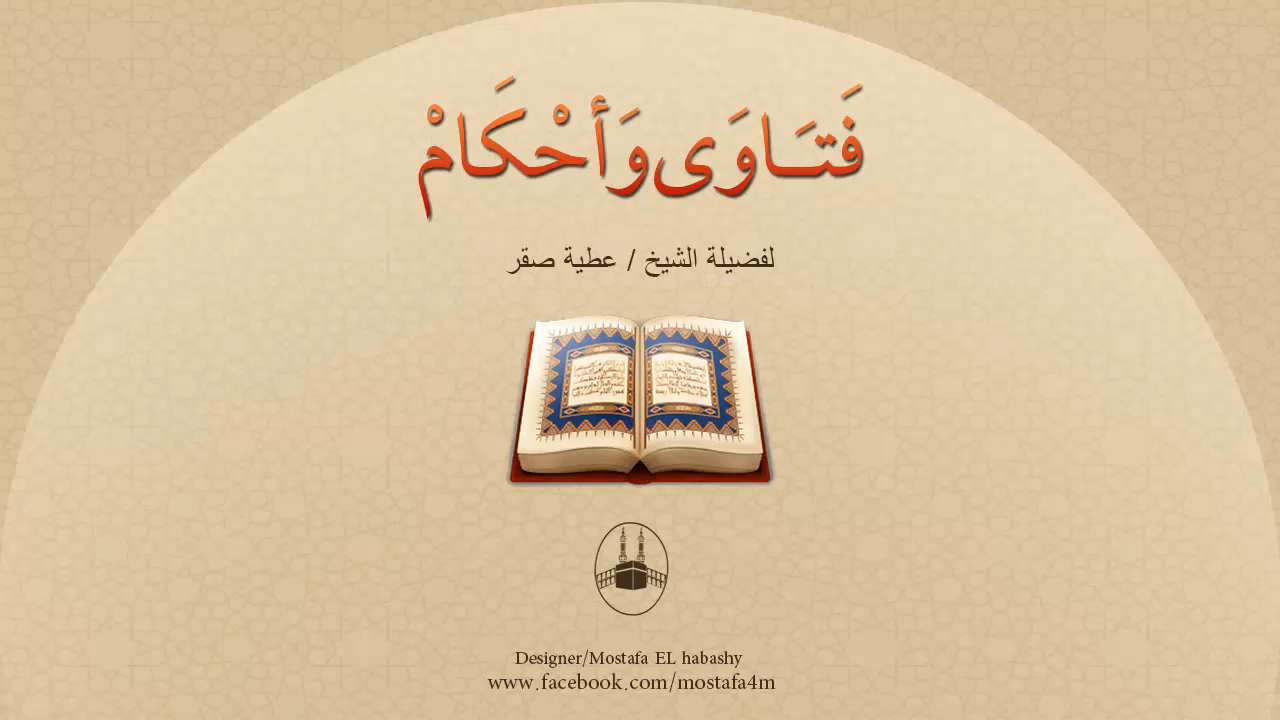 فَتَاوَى وَأَحْكَامْ
لفضيلة الشيخ / عطية صقر
Designer/Mostafa EL habashy
www.facebook.com/mostafa4m